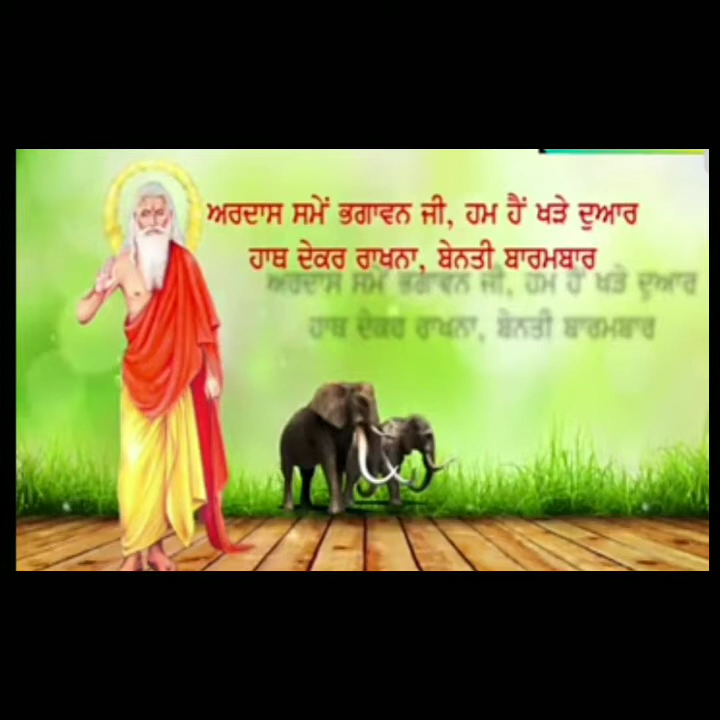 ਅਰਦਾਸ ਸਮੇਂ ਭਗਾਵਨ ਜੀ, ਹਮ ਹੈਂ ਖੜੇ ਦੁਆਰ
ਹਾਥ ਦੇਕਰ ਰਾਖਨਾ, ਬੇਨਤੀ ਬਾਰਮਬਾਰ
ਅਰਦਾਸ ਸਮੇਂ ਭਗਾਵਨ ਜੀ, ਹਮ ਹੈਂ ਖੜੇ ਦੁਆਰ
ਹਾਥ ਦੇਕਰ ਰਾਖਨਾ, ਬੇਨਤੀ ਬਾਰਮਬਾਰ